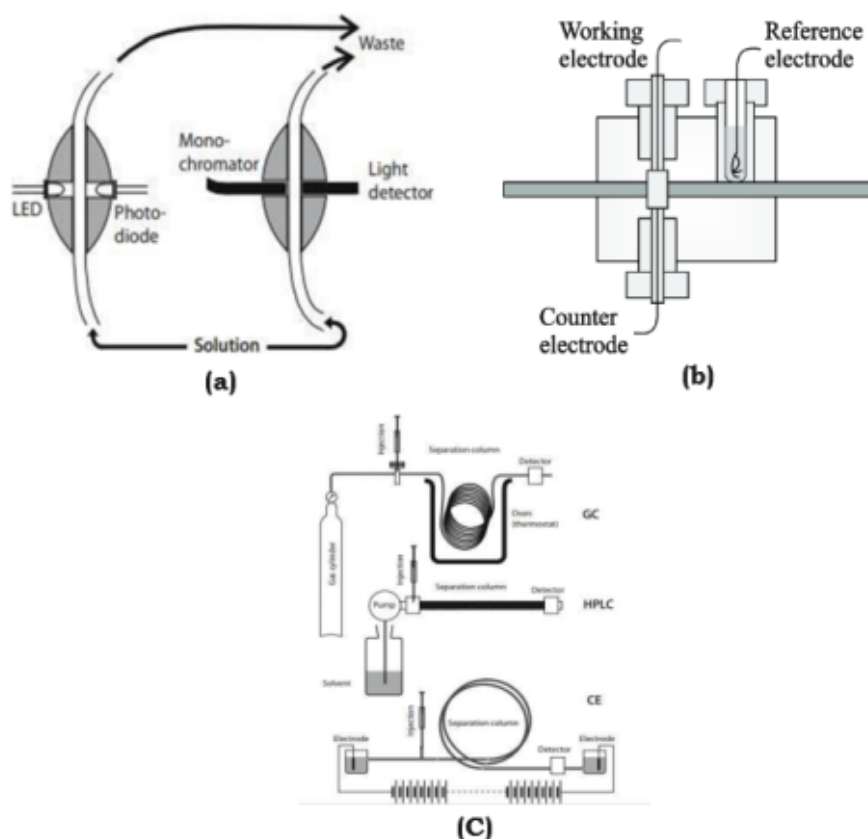 Waste
Mono-
chromator
Light
detector
LED
Photo-
diode
Solution
(a)
Working
electrode
Reference
electrode
Counter
electrode
(b)
Injection
Separation column
Detector
Oven
(thermostat)
GC
Gas cylinder
Injection
Separation column
Detector
Pump
HPLC
Solvent
CE
Injection
Separation column
Electrode
Detector
Electrode
(C)